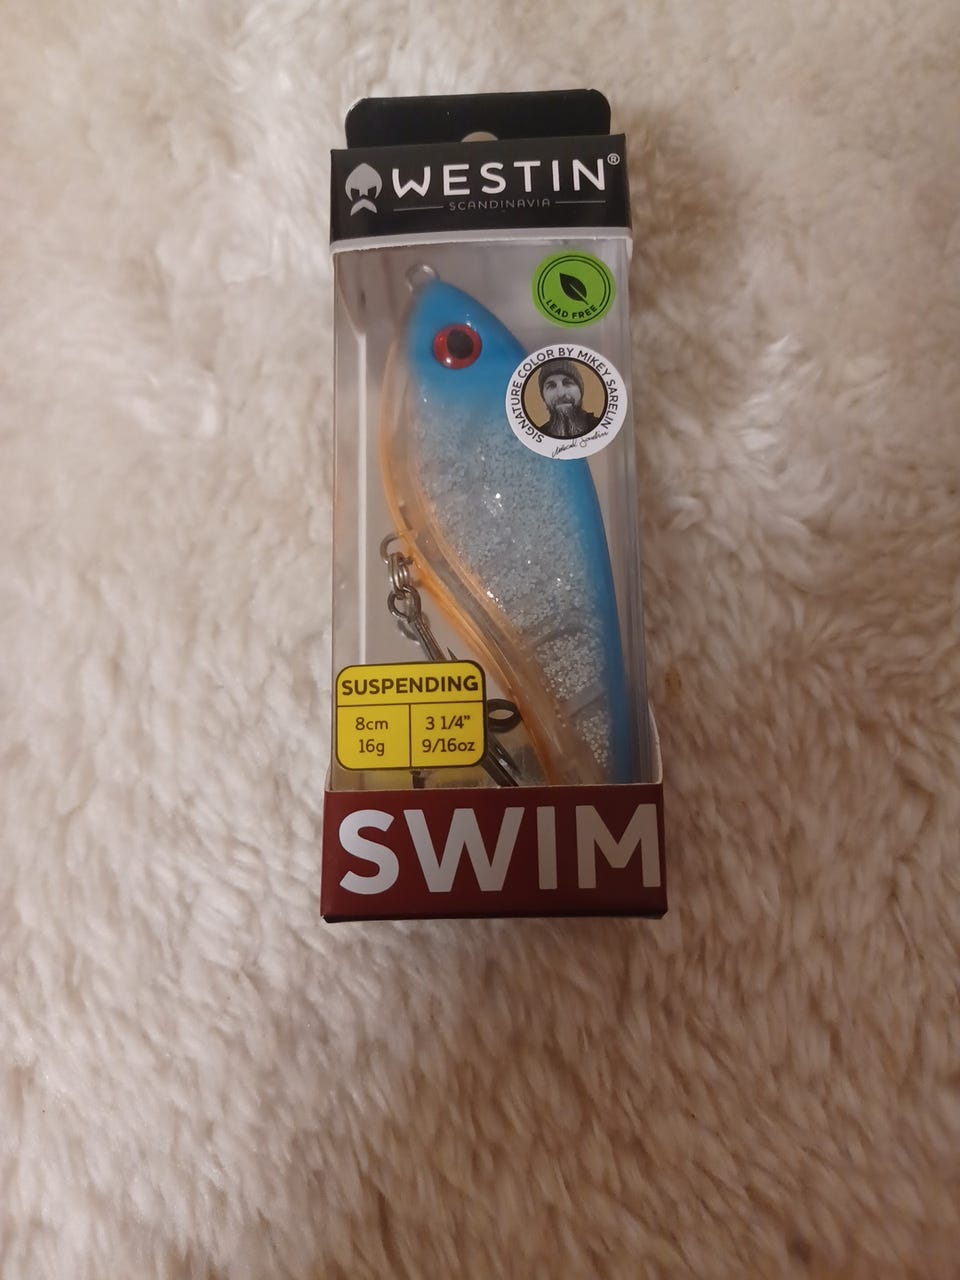 WESTIN®
SCANDINAVIA
LEAD FREE
SIGNATURE COLOR BY MIKEY SARELIN
SUSPENDING
8cm 3 1/4"
16g 9/16oz
SWIM